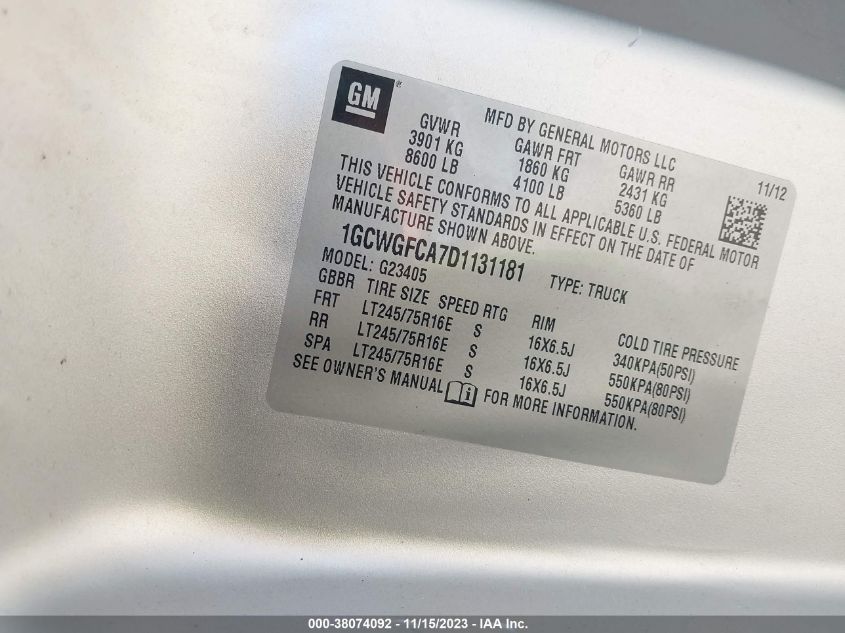 GM ®
MFD BY GENERAL MOTORS LLC
GVWR GAWR FRT GAWR RR 11/12
3901 KG 1860 KG 2431 KG
8600 LB 4100 LB 5360 LB
THIS VEHICLE CONFORMS TO ALL APPLICABLE U.S. FEDERAL MOTOR
VEHICLE SAFETY STANDARDS IN EFFECT ON THE DATE OF
MANUFACTURE SHOWN ABOVE.
1GCWGFCA7D1131181 TYPE: TRUCK
MODEL: G23405
GBBR TIRE SIZE SPEED RTG RIM COLD TIRE PRESSURE
FRT LT245/75R16E S 16X6.5J 340KPA(50PSI)
RR LT245/75R16E S 16X6.5J 550KPA(80PSI)
SPA LT245/75R16E S 16X6.5J 550KPA(80PSI)
SEE OWNER'S MANUAL i FOR MORE INFORMATION.
000-38074092 - 11/15/2023 - IAA Inc.